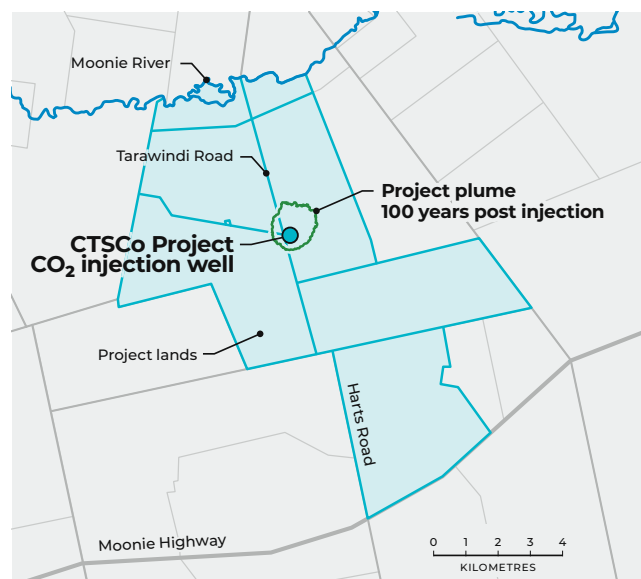 Moonie River
Tarawindi Road
Project plume
100 years post injection
CTSCo Project
CO₂ injection well
Project lands
Harts Road
Moonie Highway
0 1 2 3 4
KILOMETRES